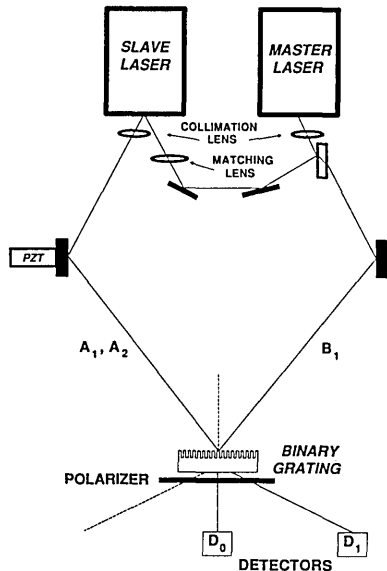 SLAVE
LASER
MASTER
LASER
COLLIMATION
LENS
MATCHING
LENS
PZT
A₁, A₂
B₁
BINARY
GRATING
POLARIZER
D₀
D₁
DETECTORS